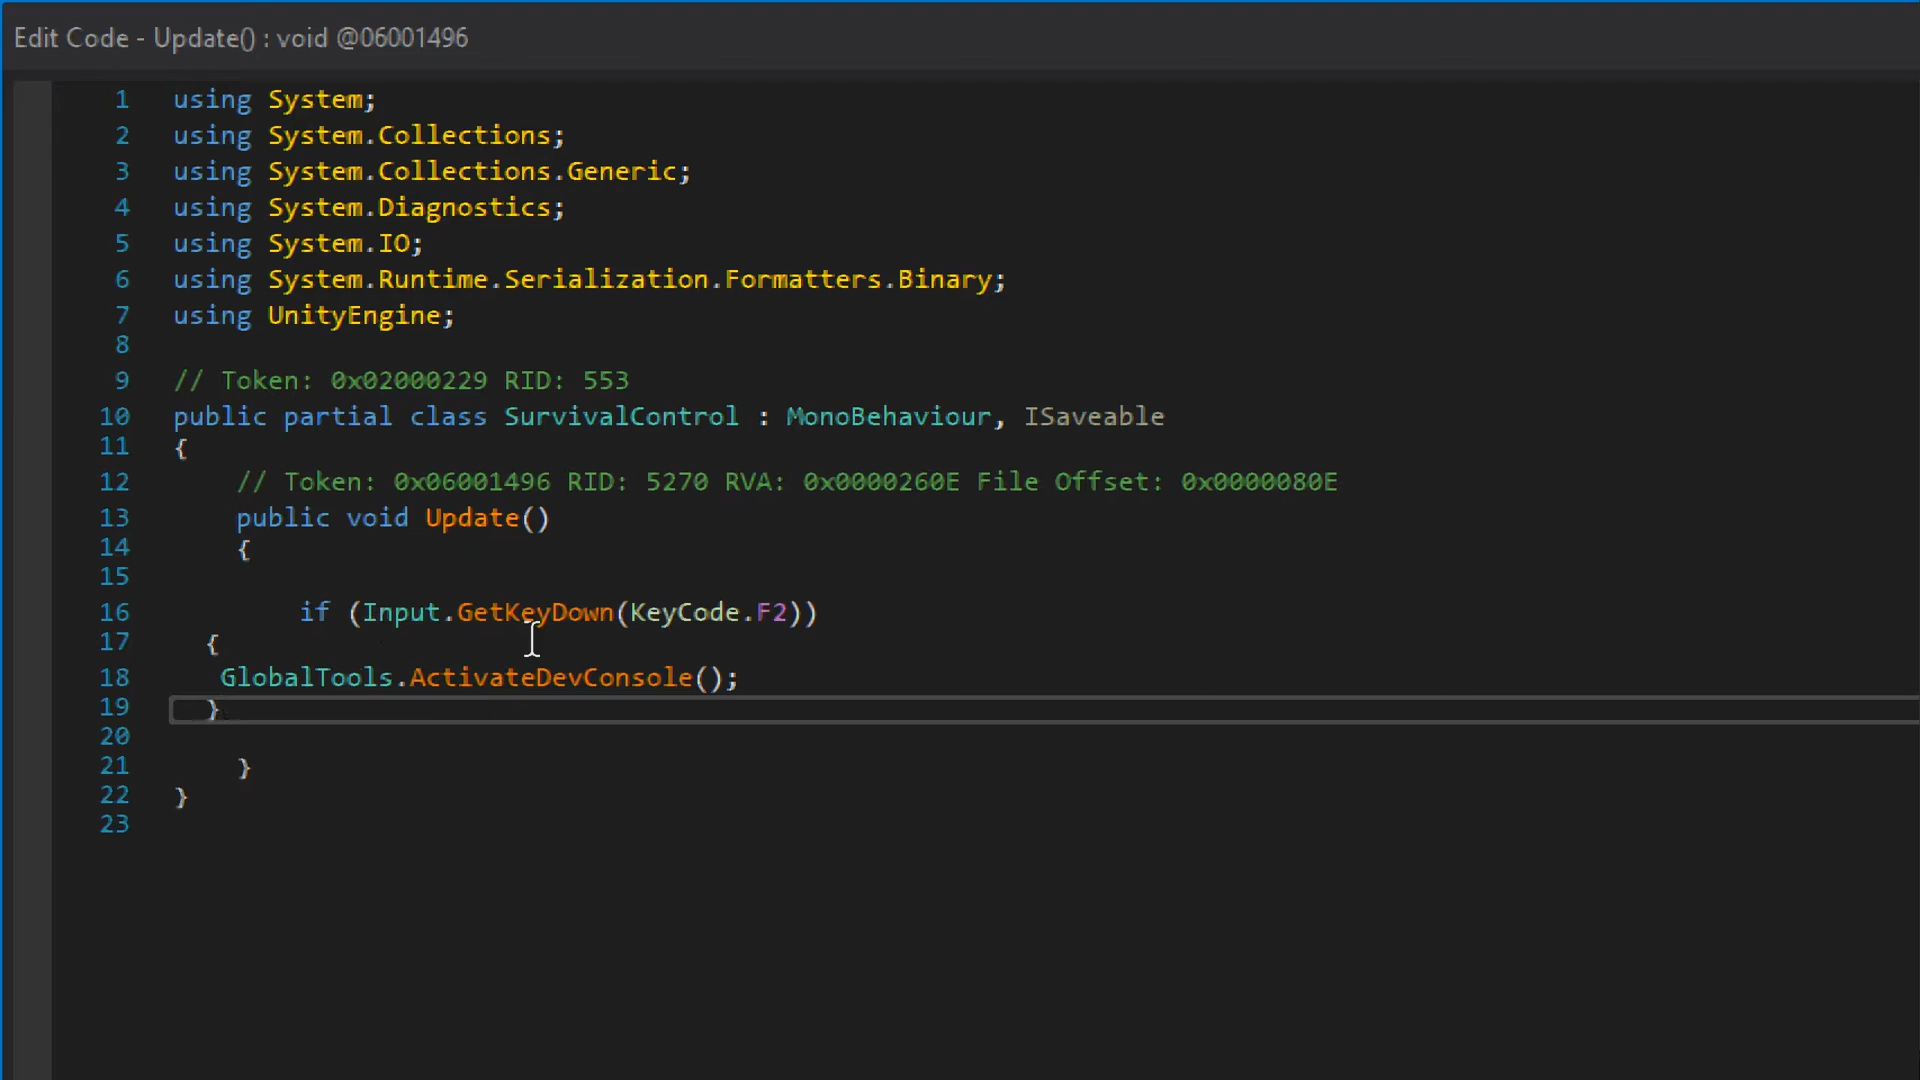 Edit Code - Update() : void @06001496
1 using System;
2 using System.Collections;
3 using System.Collections.Generic;
4 using System.Diagnostics;
5 using System.IO;
6 using System.Runtime.Serialization.Formatters.Binary;
7 using UnityEngine;
8
9 // Token: 0x02000229 RID: 553
10 public partial class SurvivalControl : MonoBehaviour, ISaveable
11 {
12 // Token: 0x06001496 RID: 5270 RVA: 0x0000260E File Offset: 0x0000080E
13 public void Update()
14 {
15
16 if (Input.GetKeyDown(KeyCode.F2))
17 {
18 GlobalTools.ActivateDevConsole();
19 }
20
21 }
22 }
23